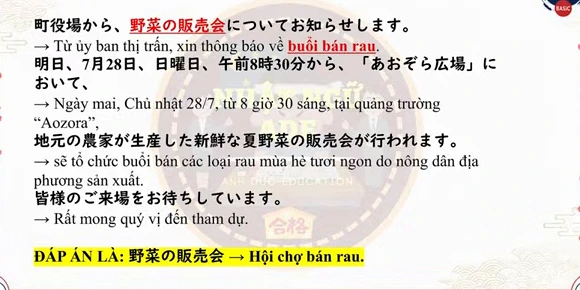 BASIC
町役場から、野菜の販売会についてお知らせします。
→ Từ ủy ban thị trấn, xin thông báo về buổi bán rau.
明日、7月28日、日曜日、午前8時30分から、「あおぞら広場」に
おいて、
→ Ngày mai, Chủ nhật 28/7, từ 8 giờ 30 sáng, tại quảng trường
“Aozora”,
地元の農家が生産した新鮮な夏野菜の販売会が行われます。
→ sẽ tổ chức buổi bán các loại rau mùa hè tươi ngon do nông dân địa
phương sản xuất.
皆様のご来場をお待ちしています。
→ Rất mong quý vị đến tham dự.
合格
ĐÁP ÁN LÀ: 野菜の販売会 → Hội chợ bán rau.